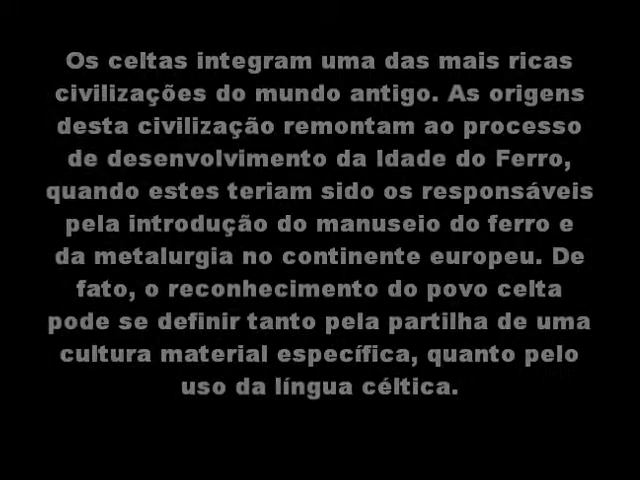 Os celtas integram uma das mais ricas
civilizações do mundo antigo. As origens
desta civilização remontam ao processo
de desenvolvimento da Idade do Ferro,
quando estes teriam sido os responsáveis
pela introdução do manuseio do ferro e
da metalurgia no continente europeu. De
fato, o reconhecimento do povo celta
pode se definir tanto pela partilha de uma
cultura material específica, quanto pelo
uso da língua céltica.